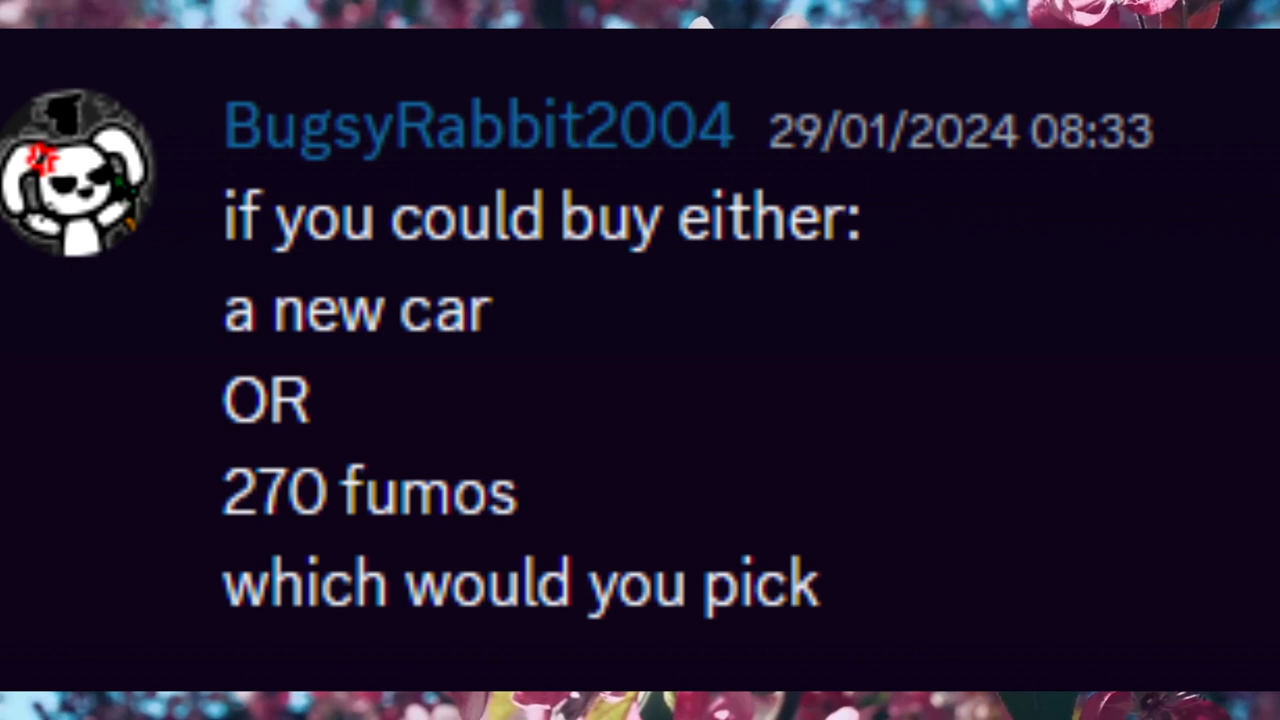 BugsyRabbit2004 29/01/2024 08:33
if you could buy either:
a new car
OR
270 fumos
which would you pick